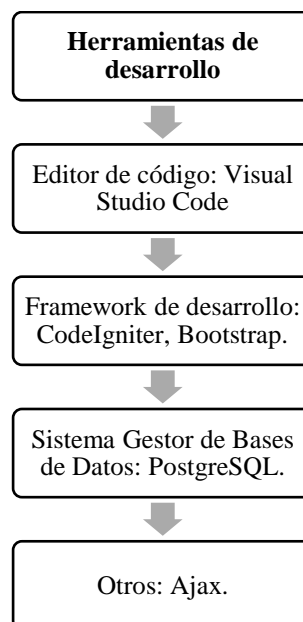 Herramientas de
desarrollo
Editor de código: Visual
Studio Code
Framework de desarrollo:
CodeIgniter, Bootstrap.
Sistema Gestor de Bases
de Datos: PostgreSQL.
Otros: Ajax.